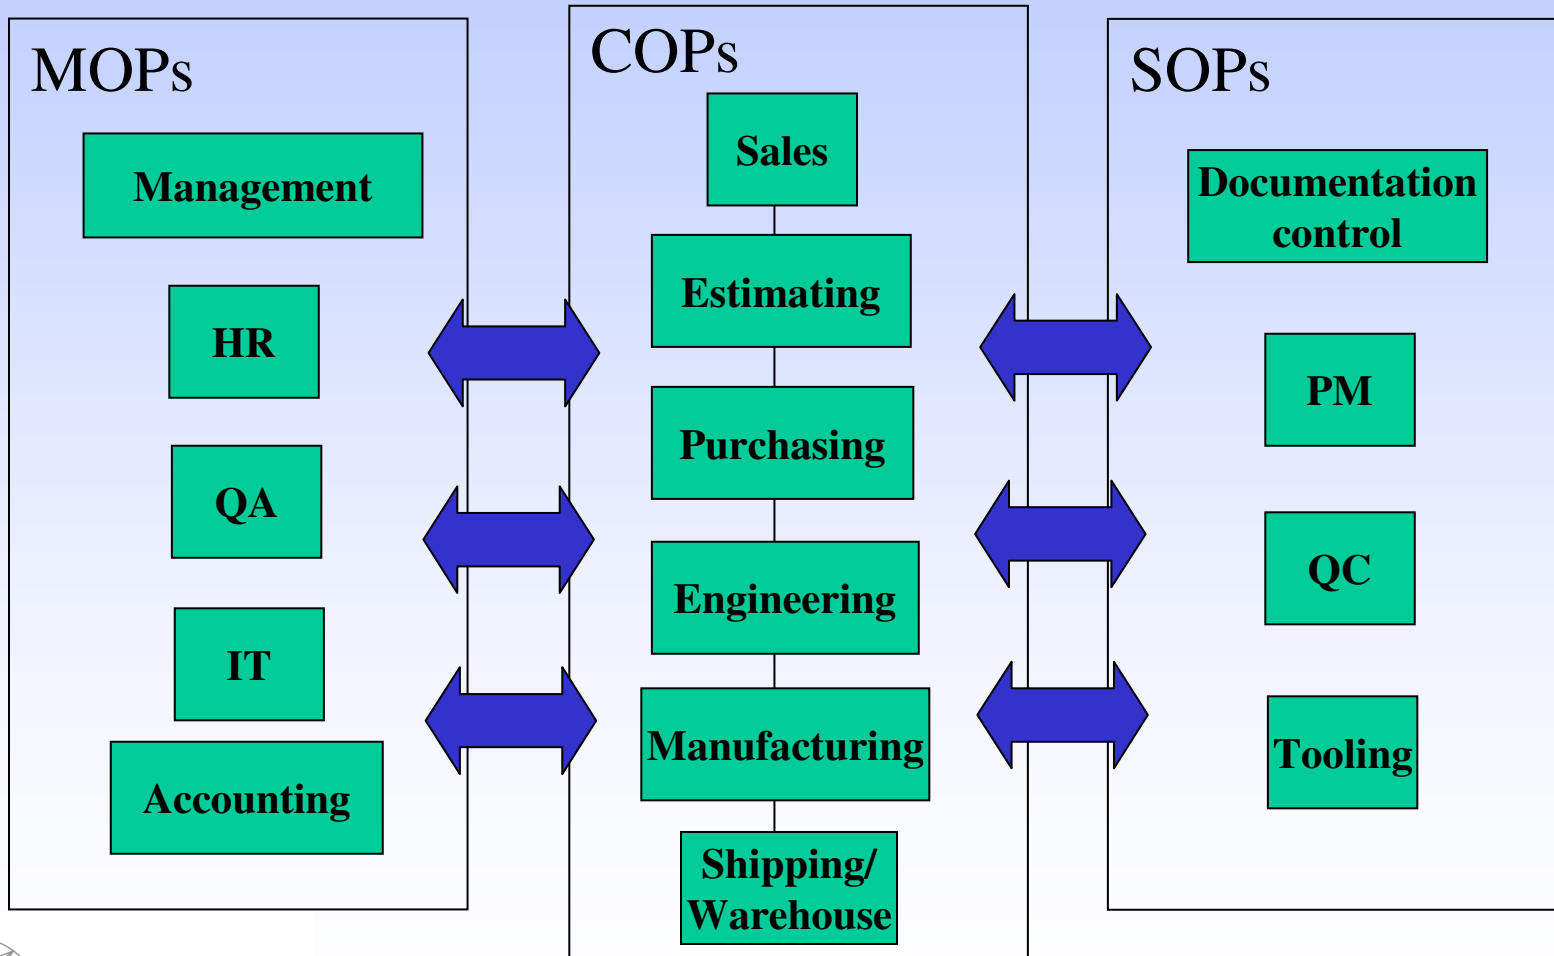 MOPs
Management
HR
QA
IT
Accounting
COPs
Sales
Estimating
Purchasing
Engineering
Manufacturing
Shipping/
Warehouse
SOPs
Documentation
control
PM
QC
Tooling